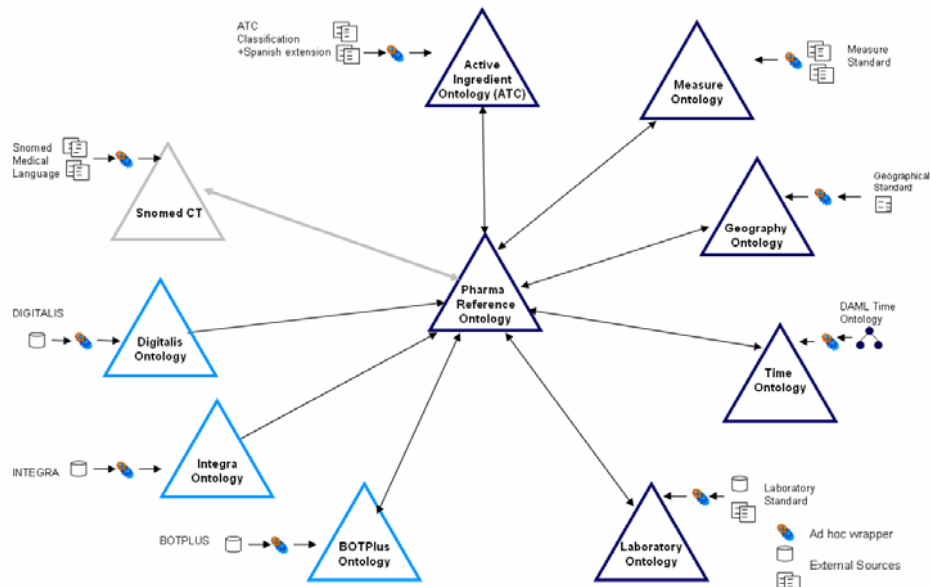 ATC
Classification
+Spanish extension
Active
Ingredient
Ontology (ATC)
Measure
Ontology
Measure
Standard
Snomed
Medical
Language
Snomed CT
Geographical
Standard
Geography
Ontology
Pharma
Reference
Ontology
DIGITALIS
Digitalis
Ontology
DAML Time
Ontology
Time
Ontology
INTEGRA
Integra
Ontology
BOTPLUS
BOTPlus
Ontology
Laboratory
Ontology
Laboratory
Standard
Ad hoc wrapper
External Sources